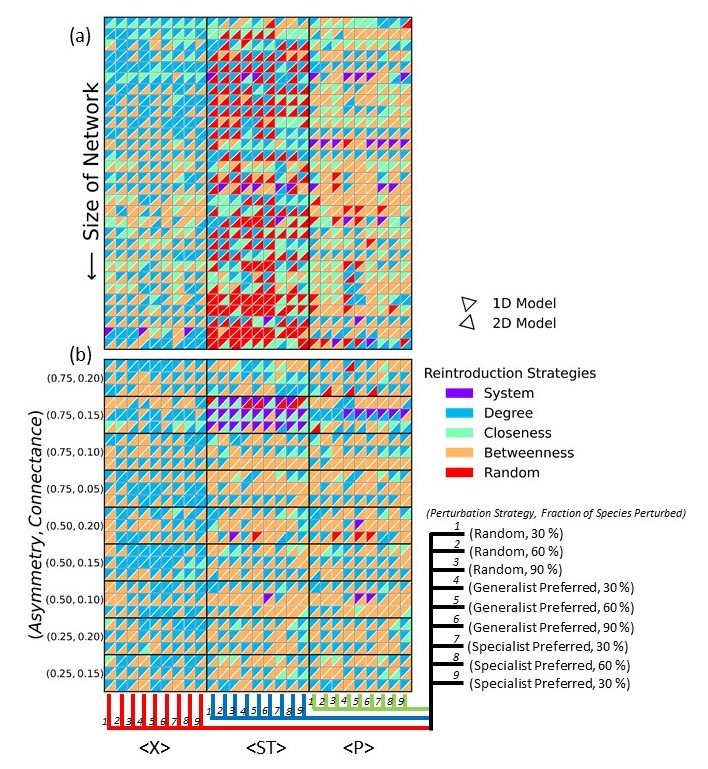 (a)
← Size of Network
1D Model
2D Model
(b)
(Asymmetry, Connectance)
(0.75, 0.20)
(0.75, 0.15)
(0.75, 0.10)
(0.75, 0.05)
(0.50, 0.20)
(0.50, 0.15)
(0.50, 0.10)
(0.25, 0.20)
(0.25, 0.15)
Reintroduction Strategies
System
Degree
Closeness
Betweenness
Random
(Perturbation Strategy, Fraction of Species Perturbed)
1 (Random, 30 %)
2 (Random, 60 %)
3 (Random, 90 %)
4 (Generalist Preferred, 30 %)
5 (Generalist Preferred, 60 %)
6 (Generalist Preferred, 90 %)
7 (Specialist Preferred, 30 %)
8 (Specialist Preferred, 60 %)
9 (Specialist Preferred, 30 %)
1 2 3 4 5 6 7 8 9 1 2 3 4 5 6 7 8 9 1 2 3 4 5 6 7 8 9
<X> <ST> <P>